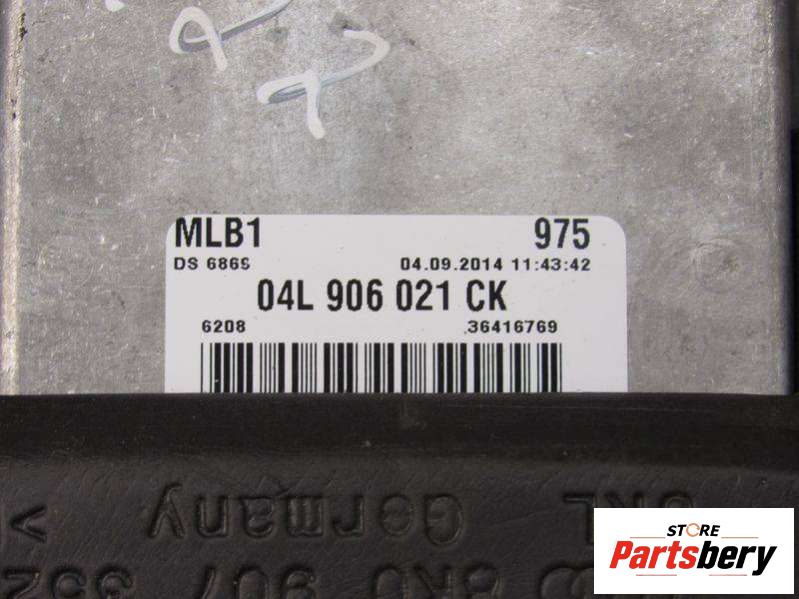 MLB1 975
DS 6869 04.09.2014 11:43:42
04L 906 021 CK
6208 36416769
Germany
STORE
Partsbery